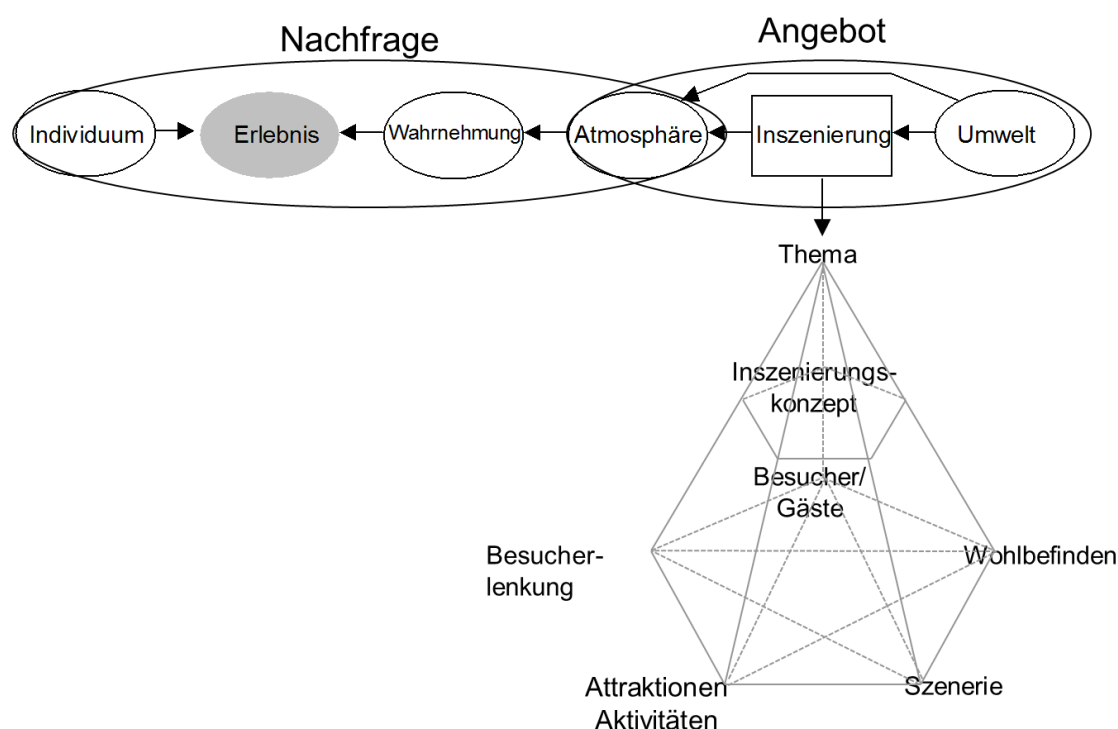 Nachfrage
Angebot
Individuum
Erlebnis
Wahrnehmung
Atmosphäre
Inszenierung
Umwelt
Thema
Inszenierungs-
konzept
Besucher/
Gäste
Besucher-
lenkung
Wohlbefinden
Attraktionen
Aktivitäten
Szenerie